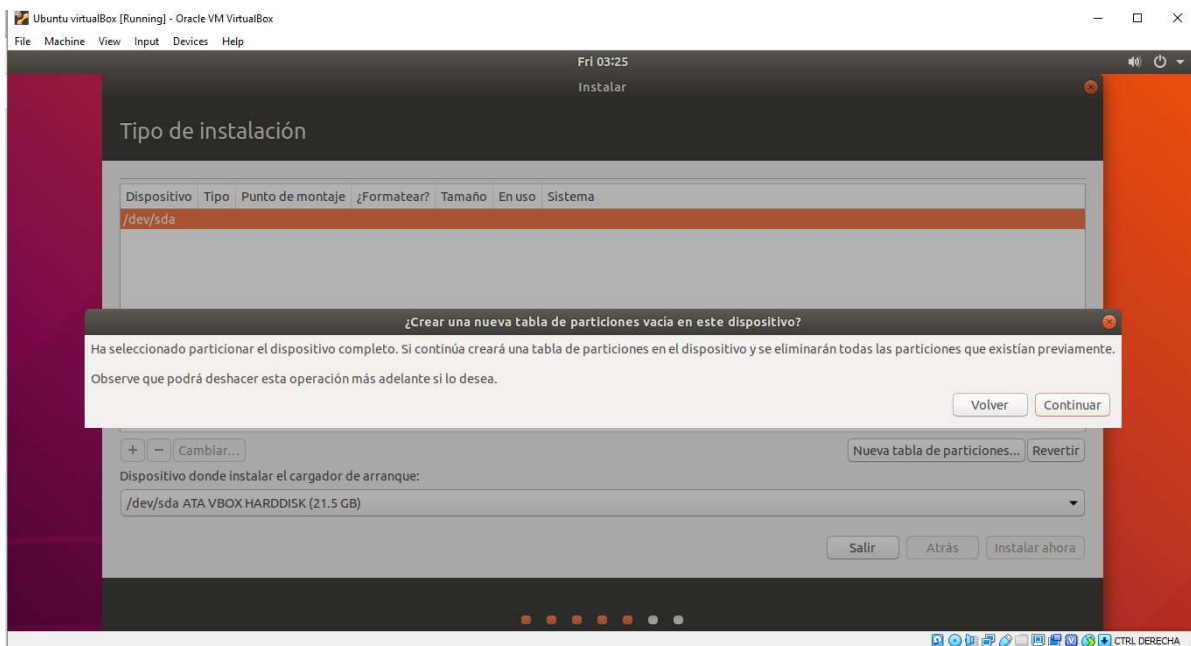 Ubuntu virtualBox [Running] - Oracle VM VirtualBox
File Machine View Input Devices Help
Fri 03:25
Instalar
Tipo de instalación
Dispositivo Tipo Punto de montaje ¿Formatear? Tamaño En uso Sistema
/dev/sda
¿Crear una nueva tabla de particiones vacía en este dispositivo?
Ha seleccionado particionar el dispositivo completo. Si continúa creará una tabla de particiones en el dispositivo y se eliminarán todas las particiones que existían previamente.
Observe que podrá deshacer esta operación más adelante si lo desea.
Volver Continuar
+ - Cambiar... Nueva tabla de particiones... Revertir
Dispositivo donde instalar el cargador de arranque:
/dev/sda ATA VBOX HARDDISK (21.5 GB)
Salir Atrás Instalar ahora
CTRL DERECHA